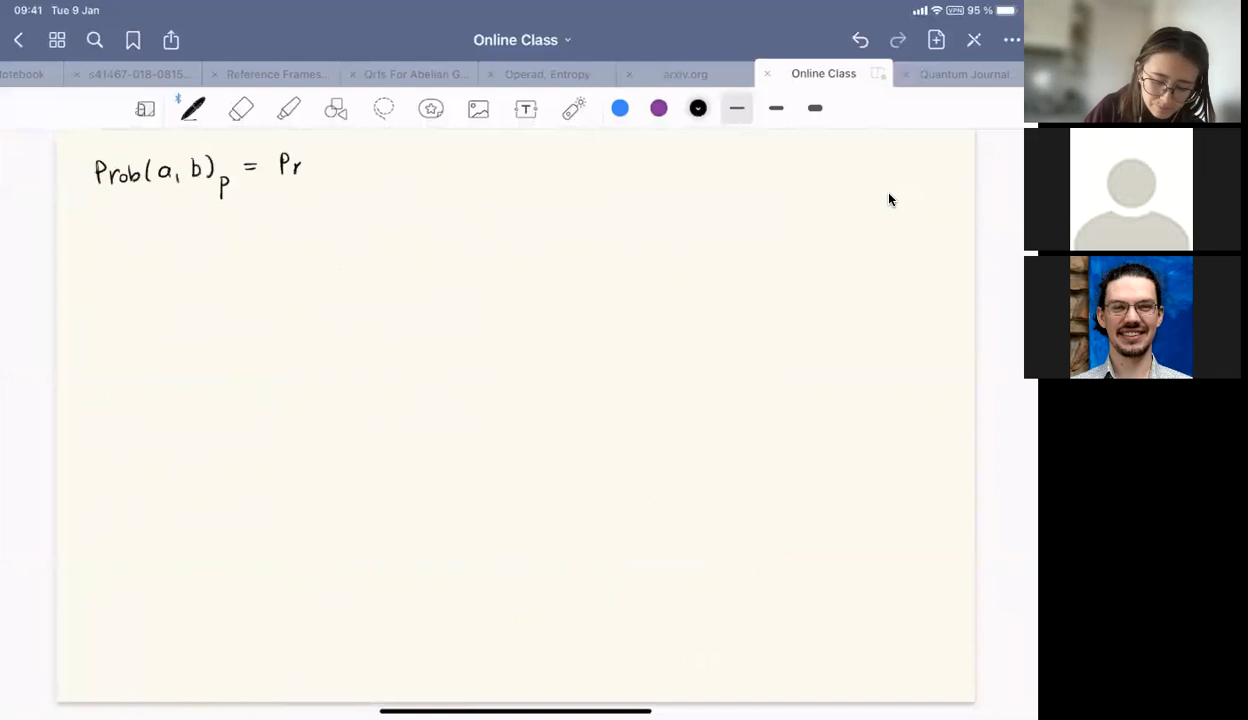 09:41 Tue 9 Jan
VPN 95 %
Online Class
otebook
s41467-018-0815...
Reference Frames...
Qrfs For Abelian G...
Operad, Entropy
arxiv.org
Online Class
Quantum Journal
T
Prob(a, b)p = Pr